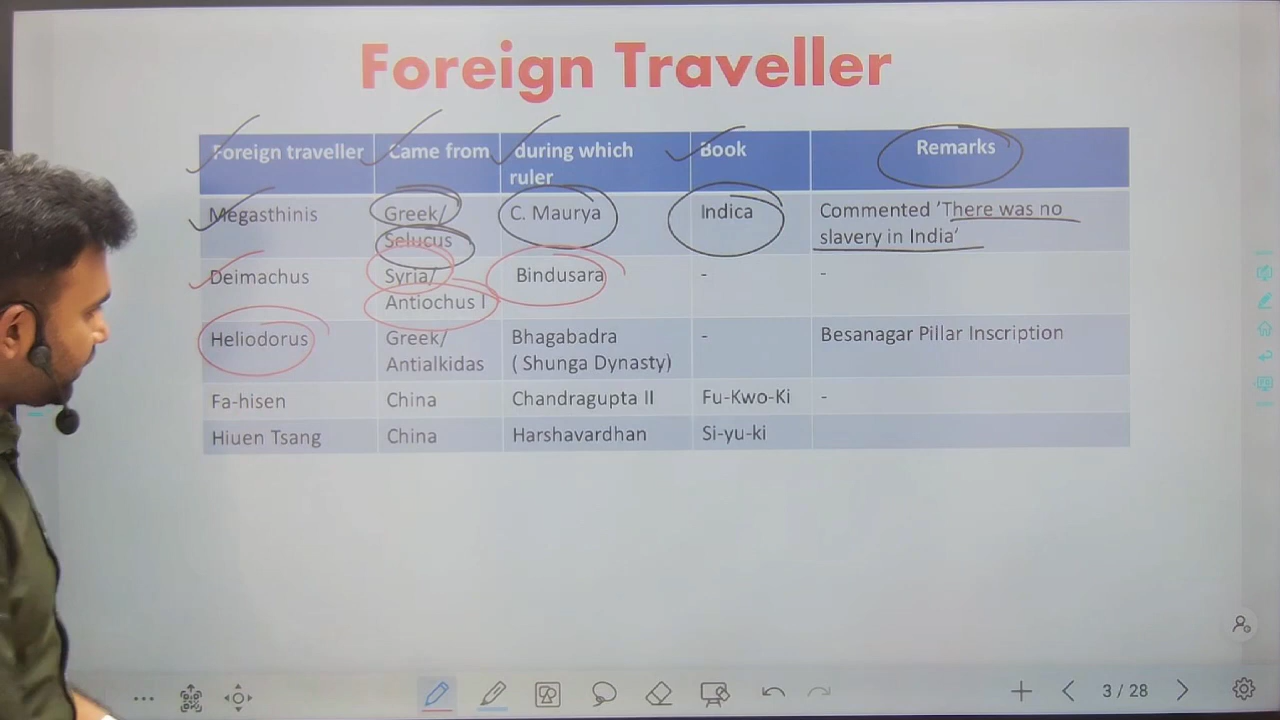 Foreign Traveller
Foreign traveller Came from during which Book Remarks
ruler
Megasthinis Greek/ C. Maurya Indica Commented ‘There was no
Selucus slavery in India’
Deimachus Syria/ Bindusara - -
Antiochus I
Heliodorus Greek/ Bhagabadra - Besanagar Pillar Inscription
Antialkidas ( Shunga Dynasty)
Fa-hisen China Chandragupta II Fu-Kwo-Ki -
Hiuen Tsang China Harshavardhan Si-yu-ki
3 / 28